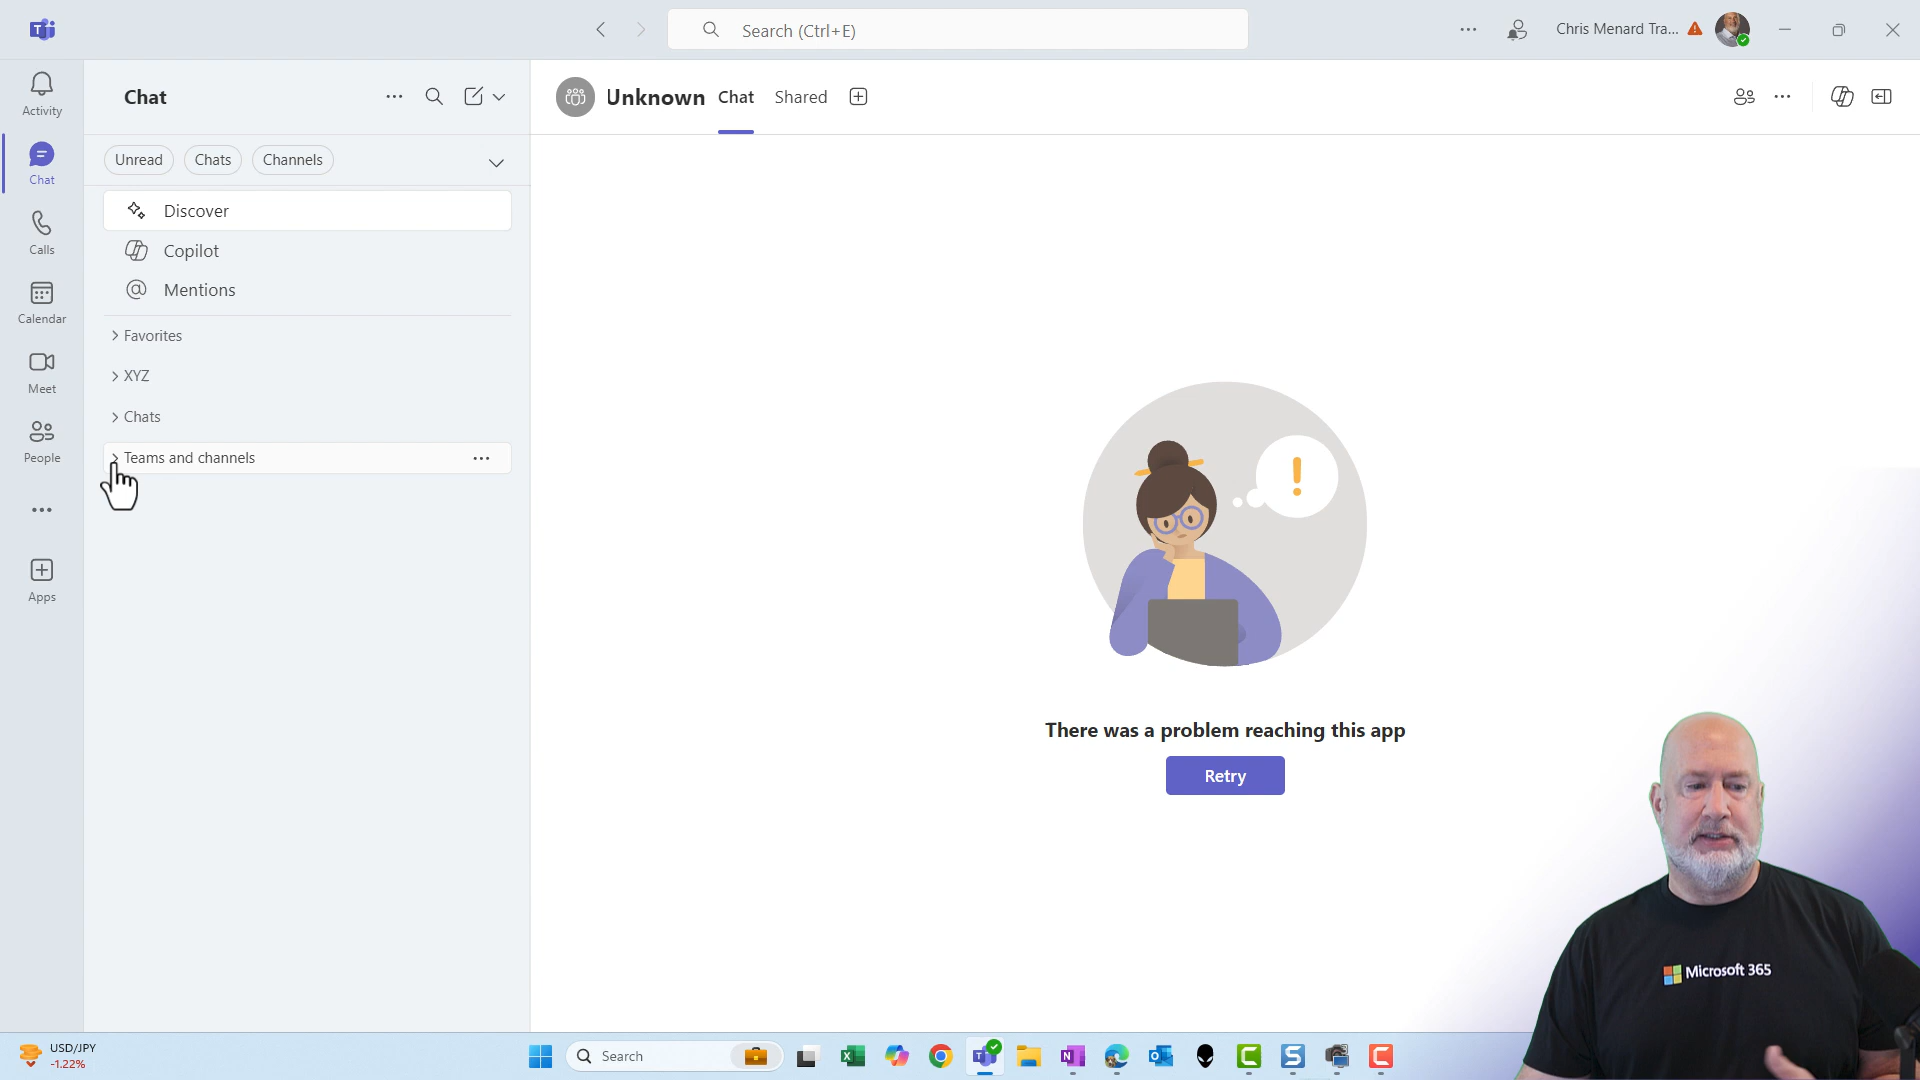 Search (Ctrl+E)
Chris Menard Tra...
Activity
Chat
Calls
Calendar
Meet
People
Apps
Chat
Unread
Chats
Channels
Discover
Copilot
Mentions
Favorites
XYZ
Chats
Teams and channels
Unknown
Chat
Shared
There was a problem reaching this app
Retry
Microsoft 365
USD/JPY
-1.22%
Search